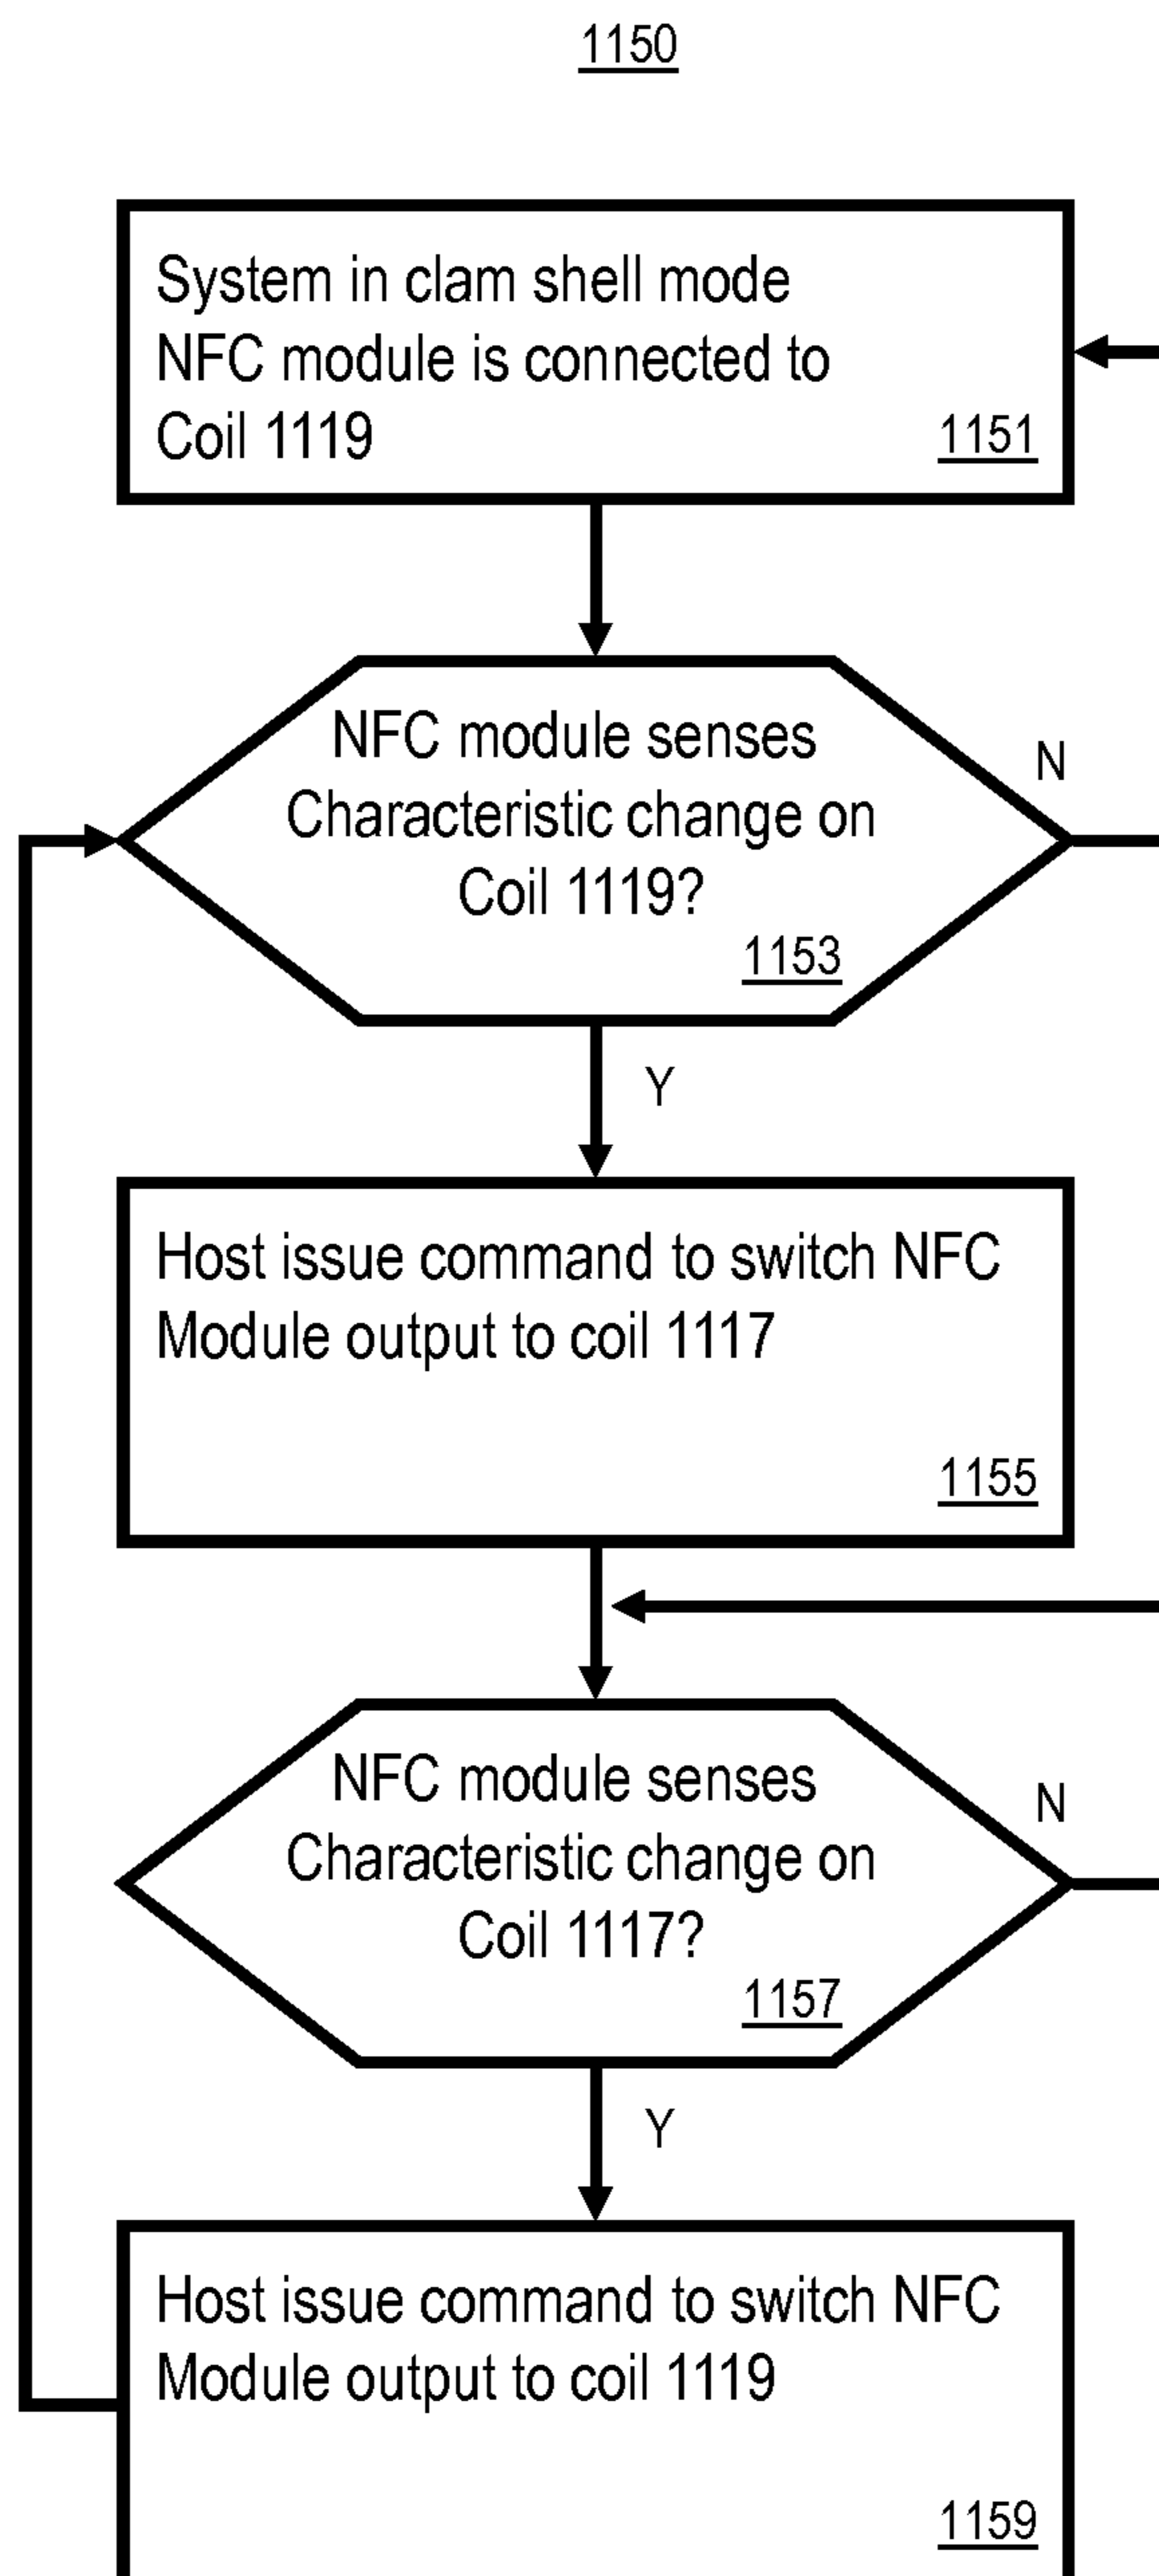 1150
System in clam shell mode
NFC module is connected to
Coil 1119
1151
NFC module senses
Characteristic change on
Coil 1119?
1153
N
Y
Host issue command to switch NFC
Module output to coil 1117
1155
NFC module senses
Characteristic change on
Coil 1117?
1157
N
Y
Host issue command to switch NFC
Module output to coil 1119
1159